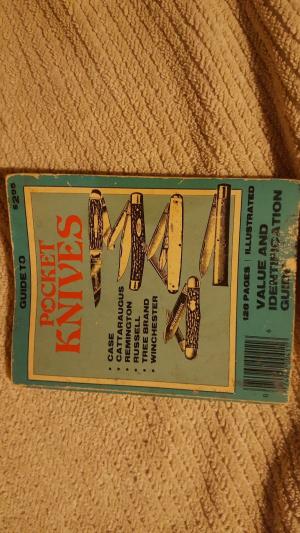 GUIDE TO
$2.95
POCKET
KNIVES
• CASE
• CATTARAUGUS
• REMINGTON
• RUSSELL
• TREE BRAND
• WINCHESTER
128 PAGES ILLUSTRATED
VALUE AND
IDENTIFICATION
GUIDE